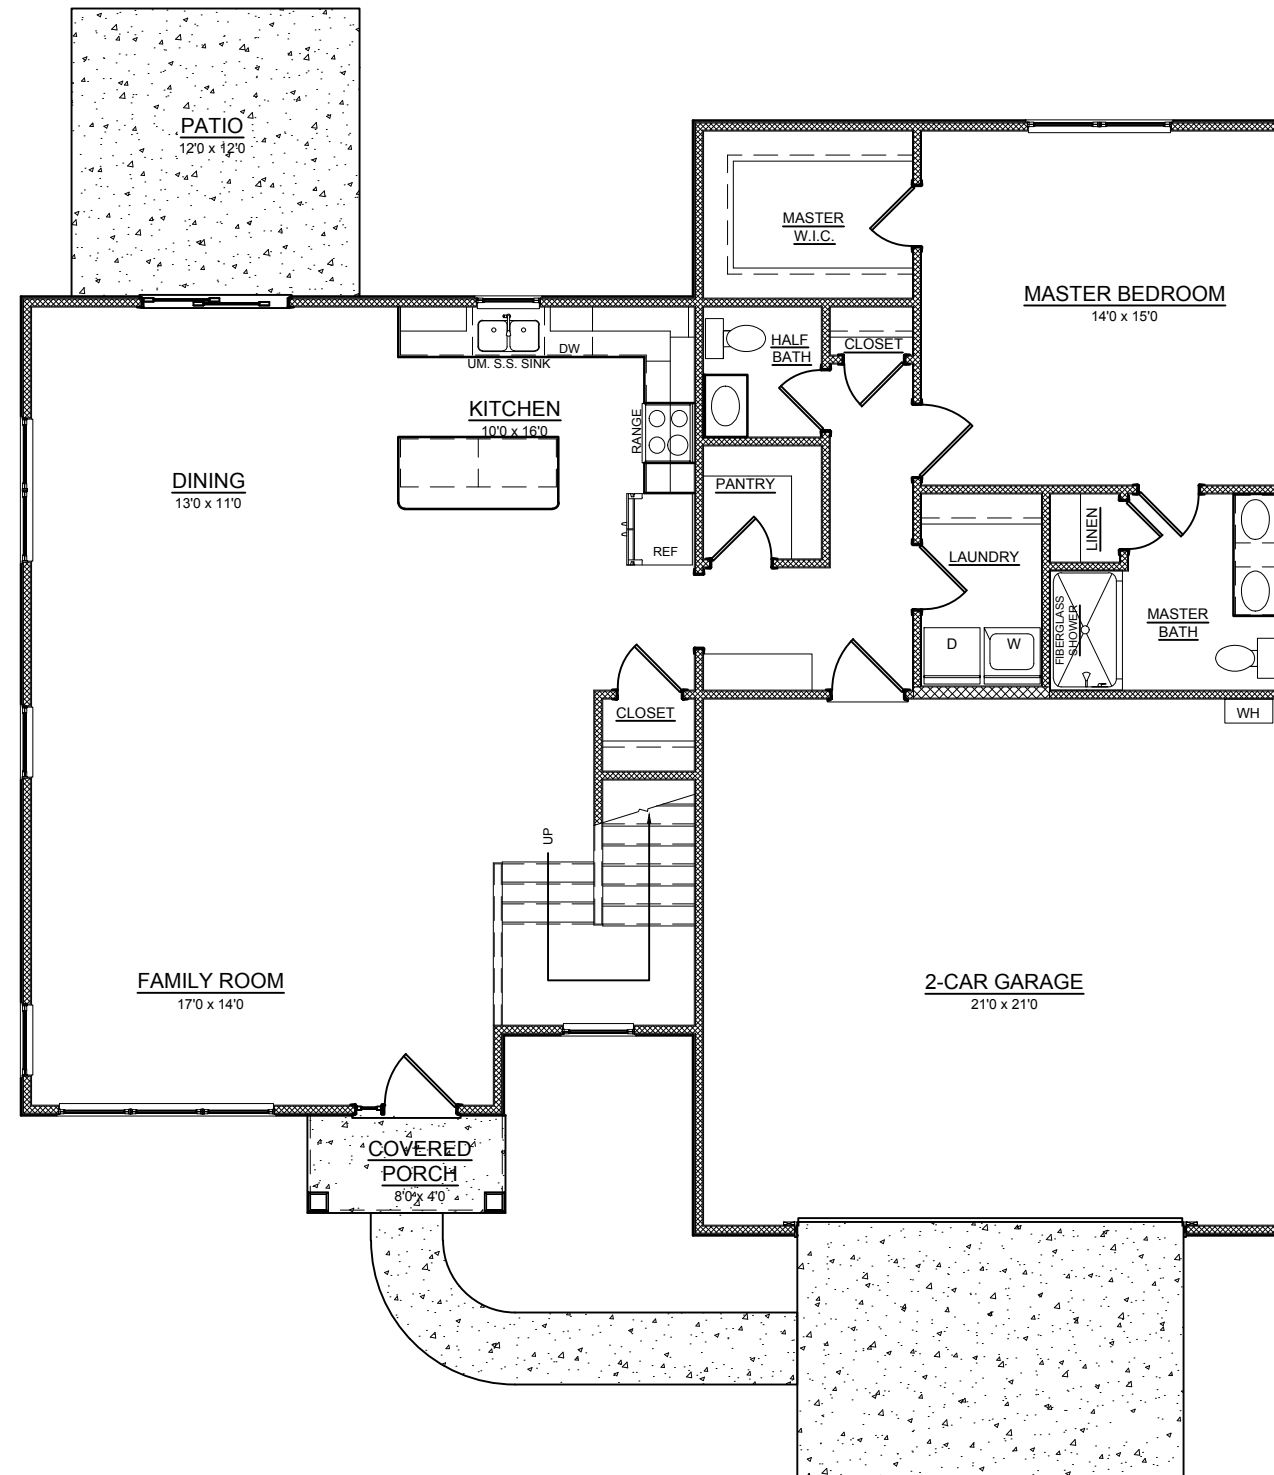 PATIO
12'0 x 12'0
MASTER
W.I.C.
MASTER BEDROOM
14'0 x 15'0
HALF
BATH
CLOSET
DW
UM. S.S. SINK
KITCHEN
10'0 x 16'0
RANGE
DINING
13'0 x 11'0
PANTRY
REF
LAUNDRY
LINEN
D
W
FIBERGLASS
SHOWER
MASTER
BATH
WH
CLOSET
UP
FAMILY ROOM
17'0 x 14'0
2-CAR GARAGE
21'0 x 21'0
COVERED
PORCH
8'0 x 4'0